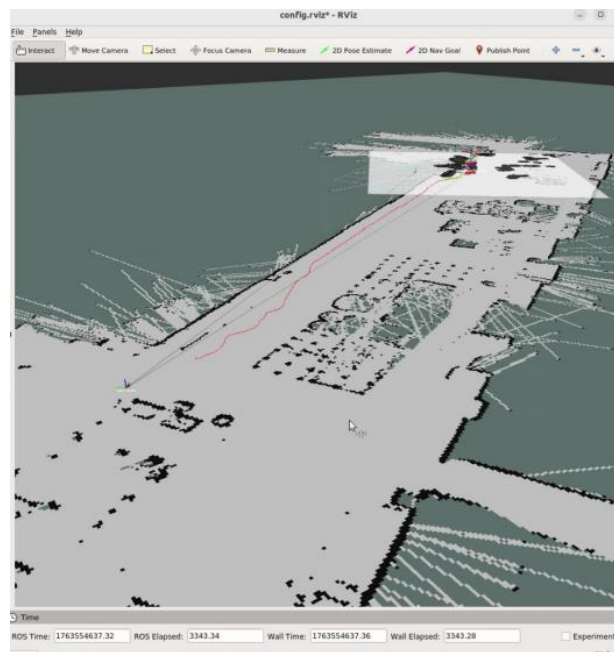 config.rviz* - RViz
File Panels Help
Interact Move Camera Select Focus Camera Measure 2D Pose Estimate 2D Nav Goal Publish Point
Time
ROS Time: 1763554637.32 ROS Elapsed: 3343.34 Wall Time: 1763554637.36 Wall Elapsed: 3343.28 Experiment